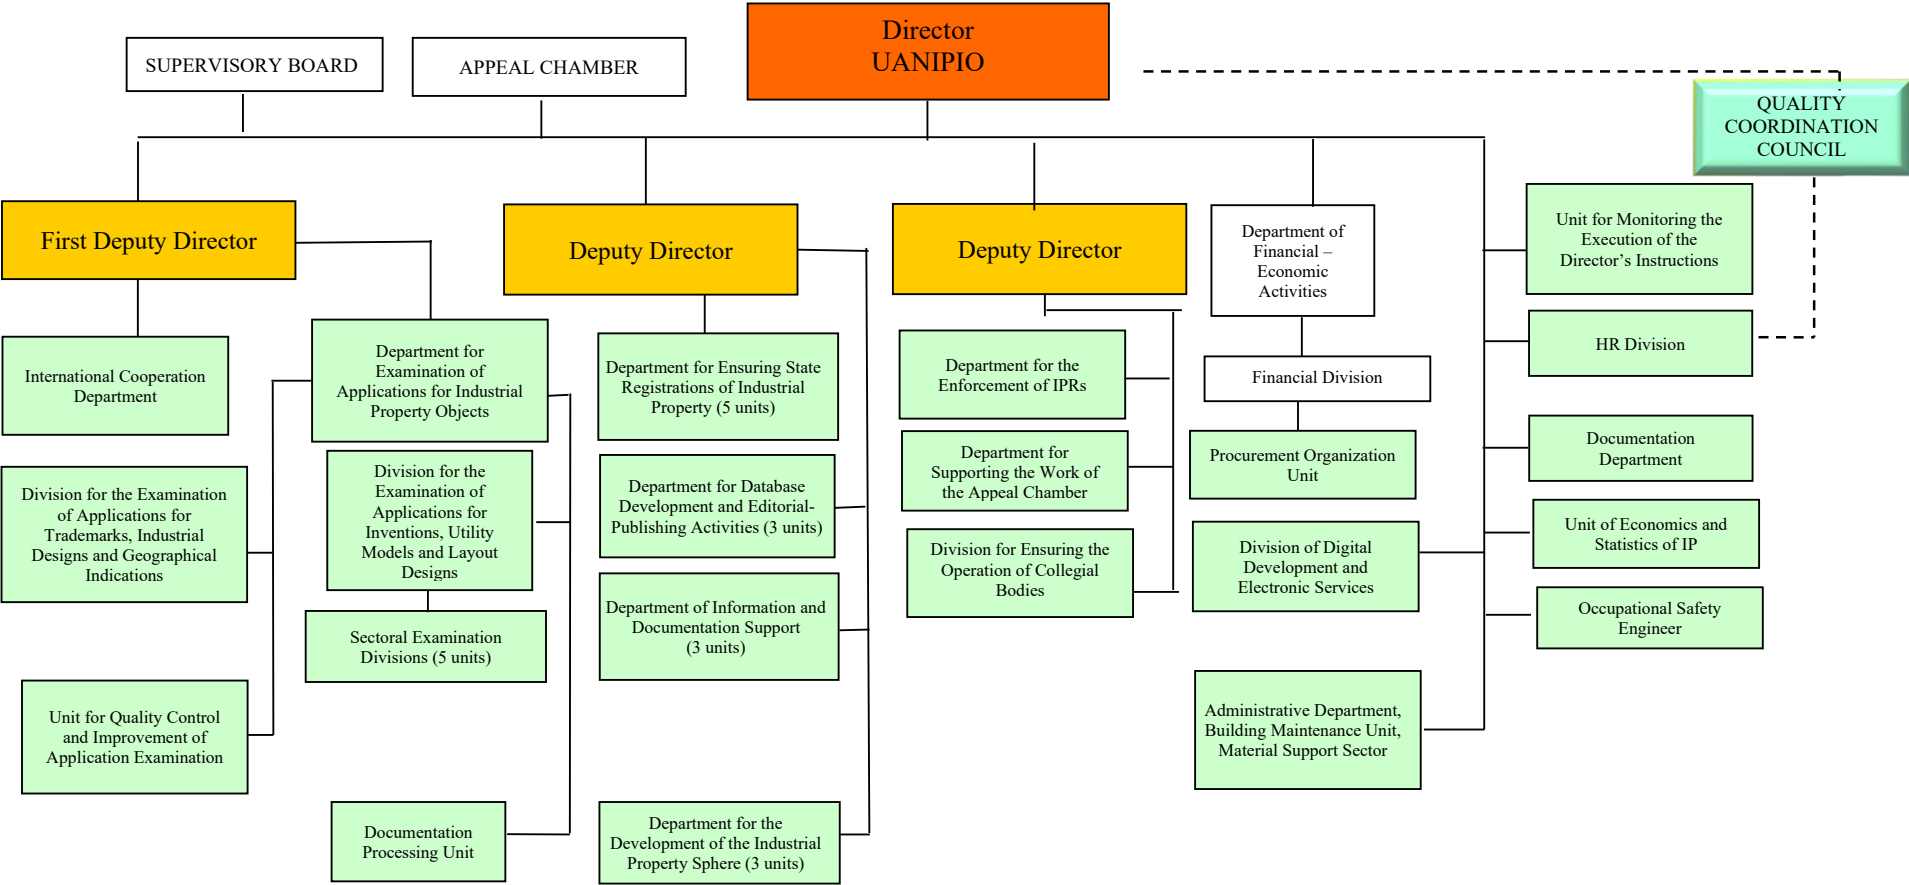 Director
UANIPIO
SUPERVISORY BOARD
APPEAL CHAMBER
QUALITY
COORDINATION
COUNCIL
First Deputy Director
Deputy Director
Deputy Director
Department of
Financial –
Economic
Activities
Unit for Monitoring the
Execution of the
Director’s Instructions
International Cooperation
Department
Department for
Examination of
Applications for Industrial
Property Objects
Department for Ensuring State
Registrations of Industrial
Property (5 units)
Department for the
Enforcement of IPRs
Financial Division
HR Division
Division for the Examination
of Applications for
Trademarks, Industrial
Designs and Geographical
Indications
Division for the
Examination of
Applications for
Inventions, Utility
Models and Layout
Designs
Department for Database
Development and Editorial-
Publishing Activities (3 units)
Department for
Supporting the Work of
the Appeal Chamber
Procurement Organization
Unit
Documentation
Department
Sectoral Examination
Divisions (5 units)
Department of Information and
Documentation Support
(3 units)
Division for Ensuring the
Operation of Collegial
Bodies
Division of Digital
Development and
Electronic Services
Unit of Economics and
Statistics of IP
Occupational Safety
Engineer
Unit for Quality Control
and Improvement of
Application Examination
Administrative Department,
Building Maintenance Unit,
Material Support Sector
Documentation
Processing Unit
Department for the
Development of the Industrial
Property Sphere (3 units)